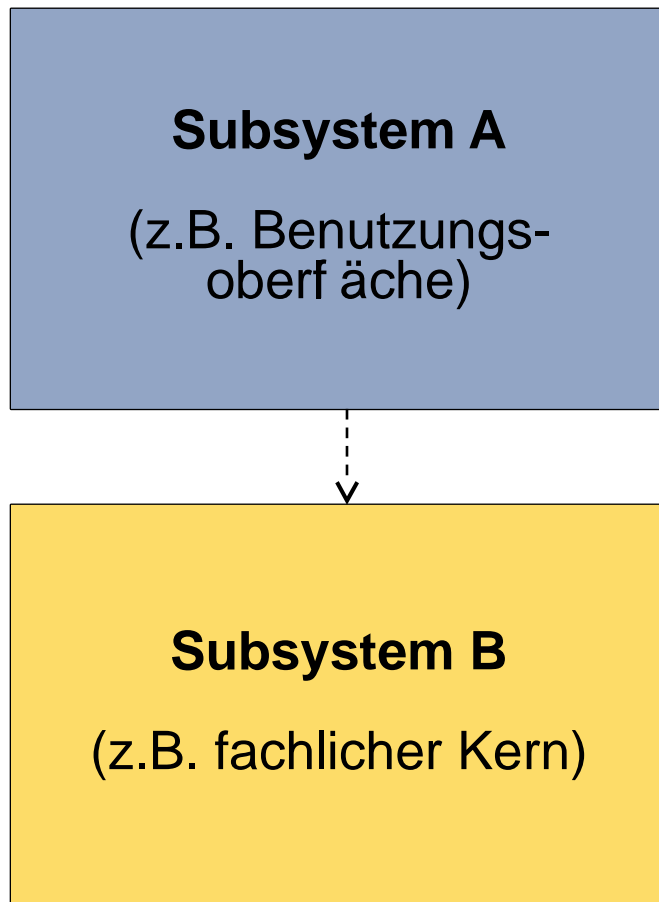 Subsystem A
(z.B. Benutzungs-
oberf äche)
Subsystem B
(z.B. fachlicher Kern)